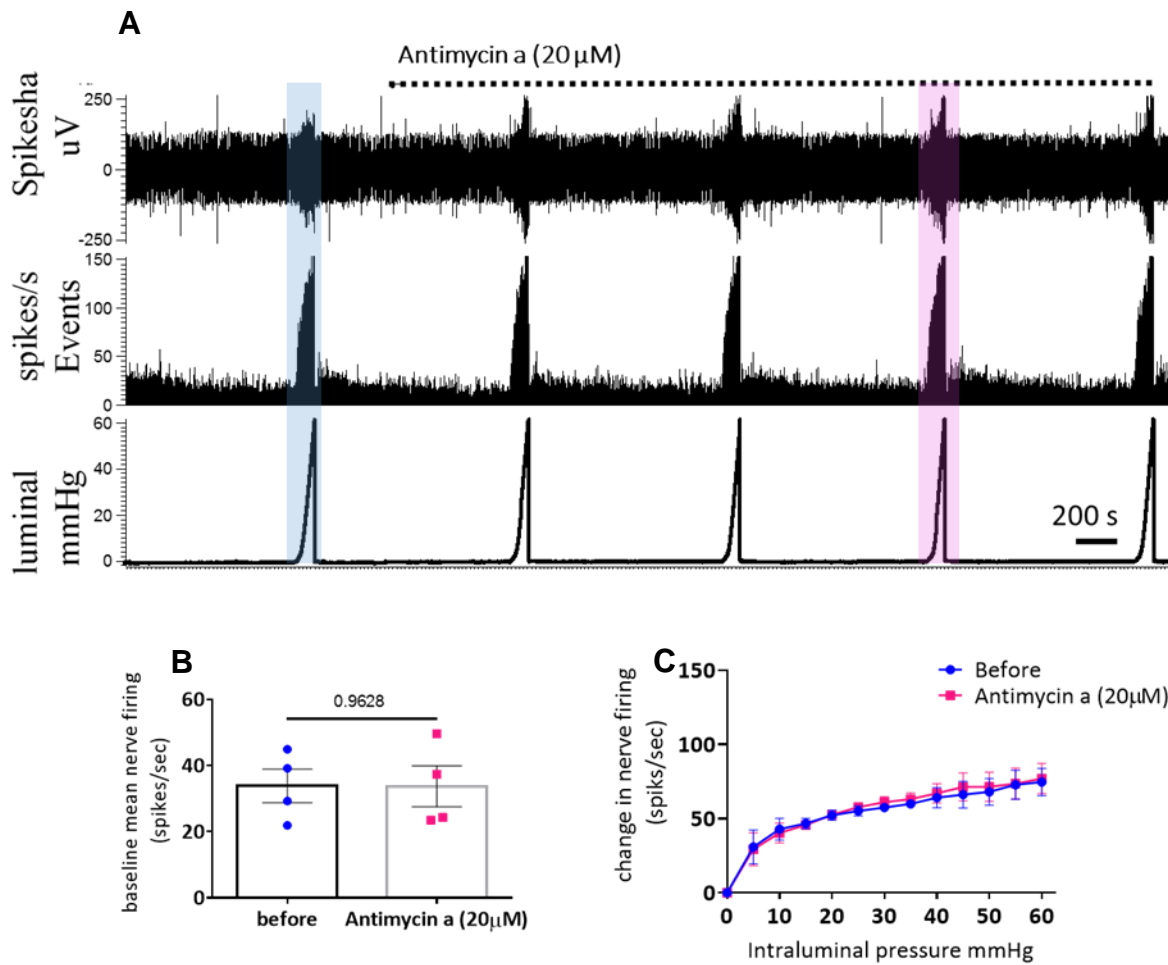 A
Antimycin a (20 μM)
Spikesha
uV
250
0
-250
spikes/s
Events
150
100
50
0
luminal
mmHg
60
40
20
0
200 s
B
baseline mean nerve firing
(spikes/sec)
60
40
20
0
0.9628
before
Antimycin a (20μM)
C
change in nerve firing
(spiks/sec)
150
100
50
0
Before
Antimycin a (20μM)
0 10 20 30 40 50 60
Intraluminal pressure mmHg